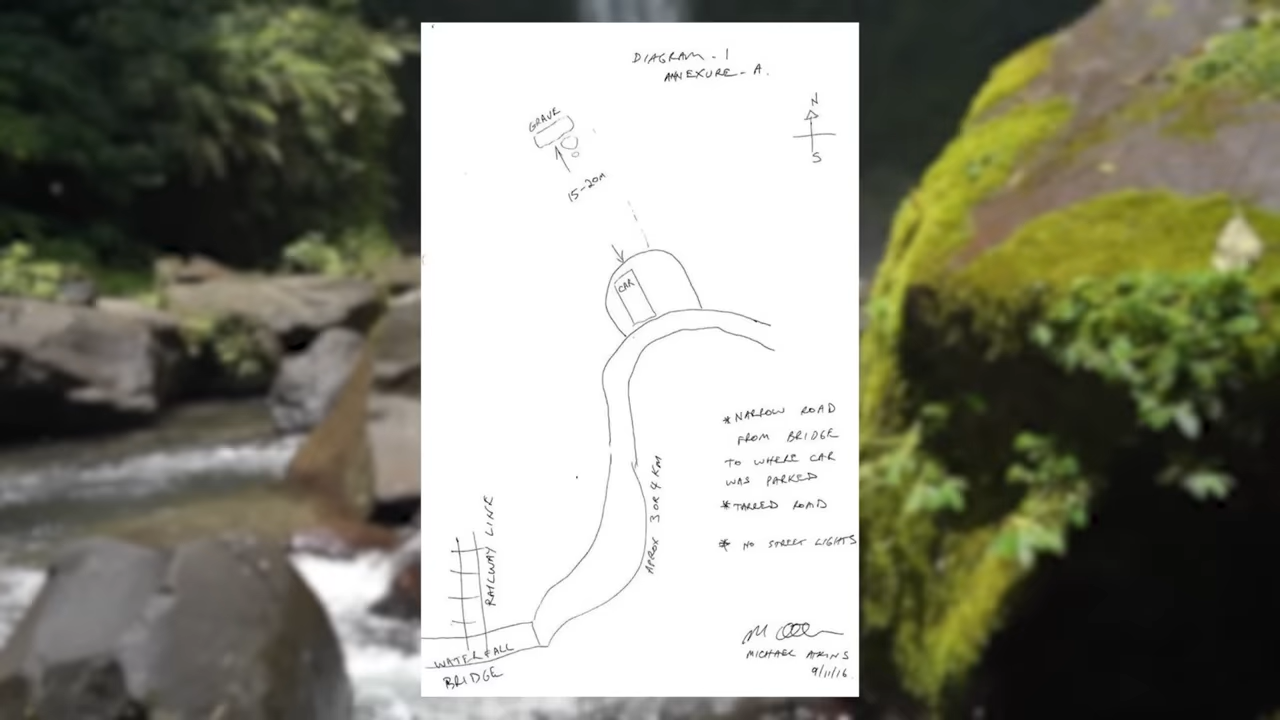 DIAGRAM - 1
ANNEXURE - A.
N
S
GRAVE
15-20M
CAR
* NARROW ROAD
FROM BRIDGE
TO WHERE CAR
WAS PARKED
* TARRED ROAD
* NO STREET LIGHTS
APROX 3 OR 4 KM
RAILWAY LINE
WATERFALL
BRIDGE
MICHAEL ATKINS
9/11/16